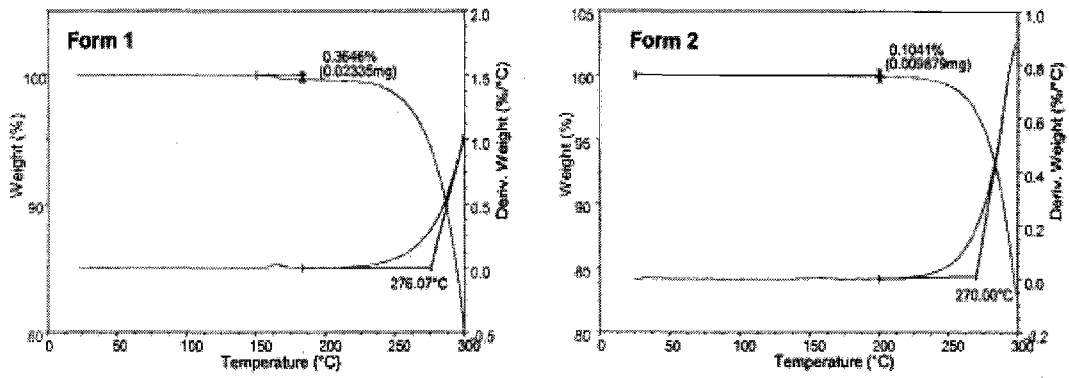 Form 1
0.3646%
(0.02335mg)
276.07°C
Weight (%)
100
90
80
Deriv. Weight (%/°C)
2.0
1.5
1.0
0.5
0.0
-0.5
0 50 100 150 200 250 300
Temperature (°C)
Form 2
0.1041%
(0.009879mg)
270.00°C
Weight (%)
105
100
95
90
85
80
Deriv. Weight (%/°C)
1.0
0.8
0.6
0.4
0.2
0.0
-0.2
0 50 100 150 200 250 300
Temperature (°C)